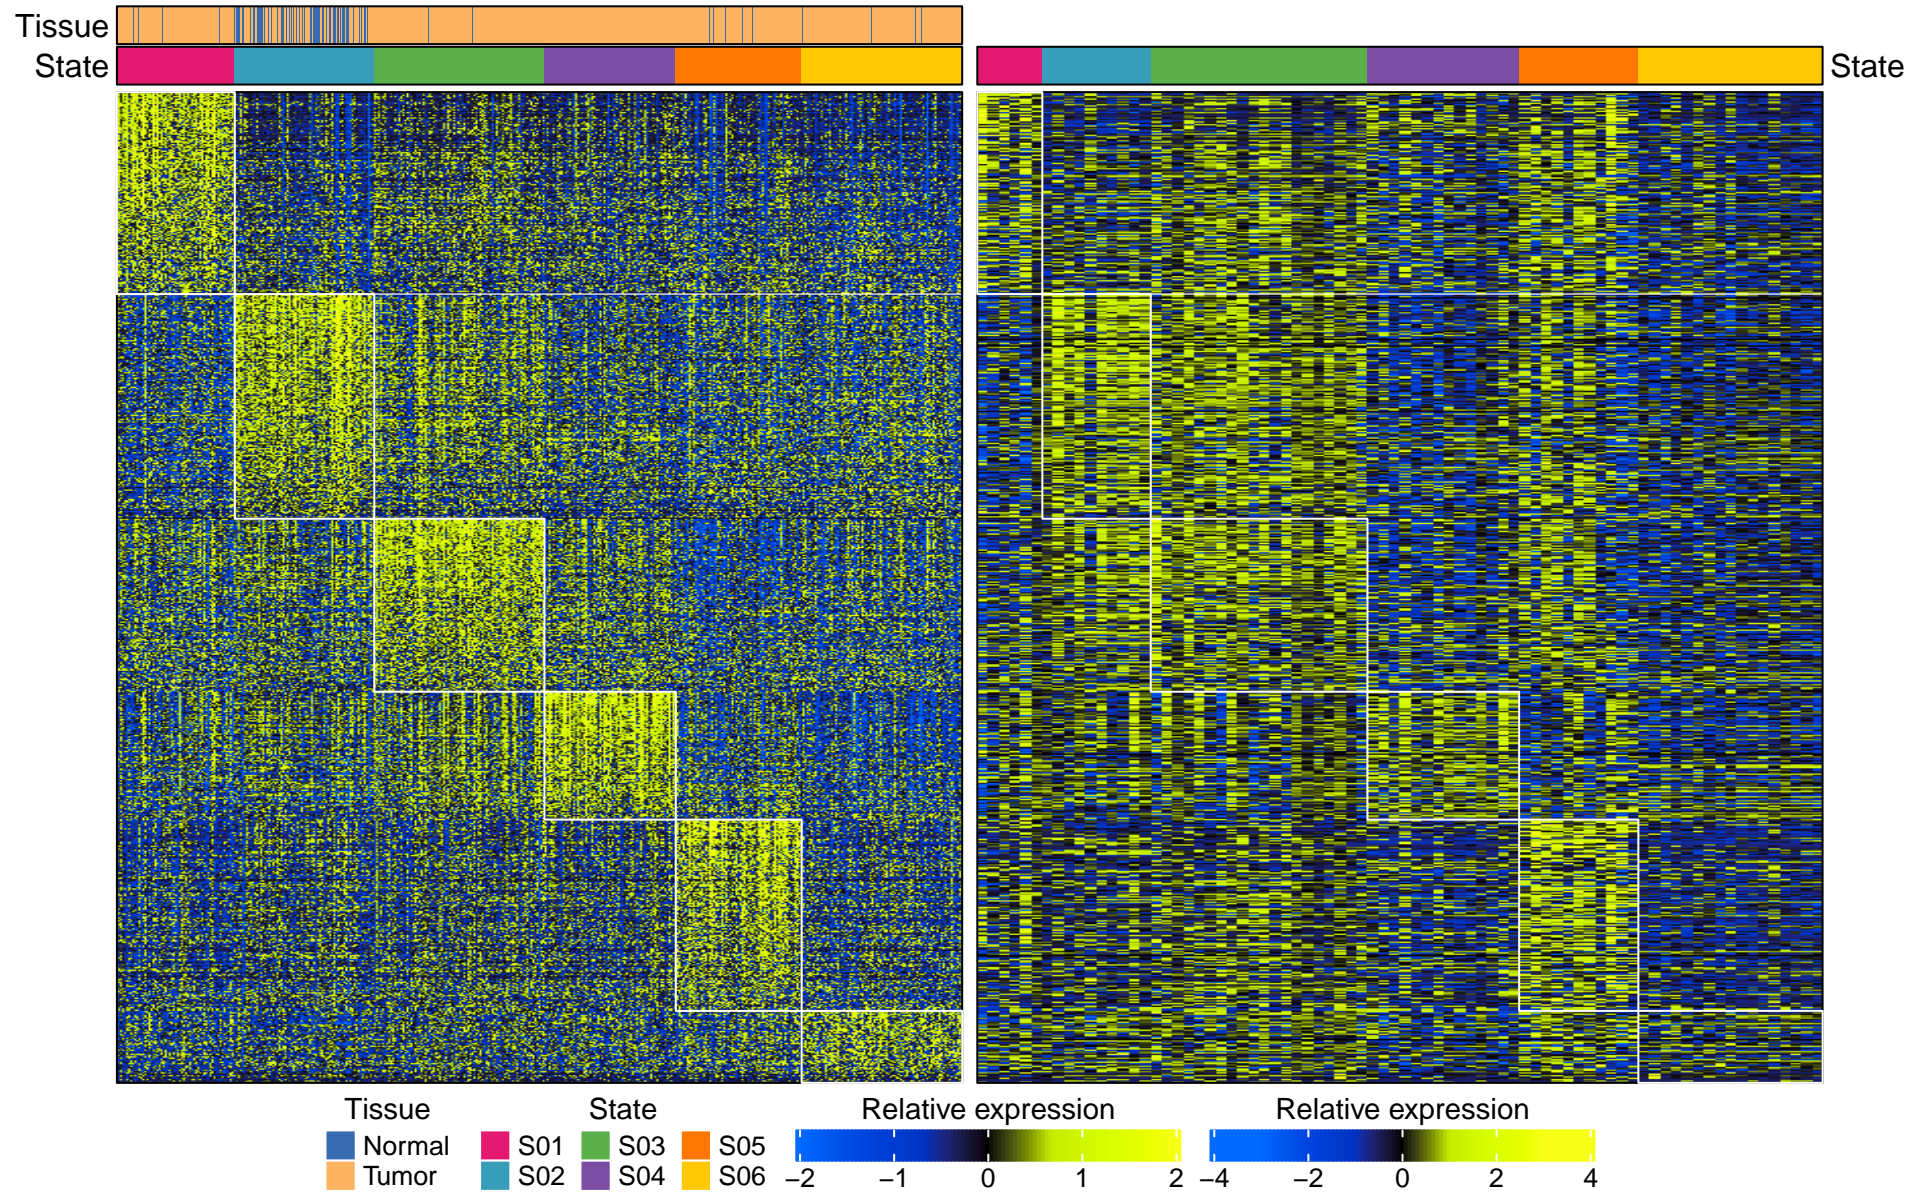 Tissue
State
State
Tissue State Relative expression Relative expression
Normal S01 S03 S05
Tumor S02 S04 S06
−2 −1 0 1 2 −4 −2 0 2 4